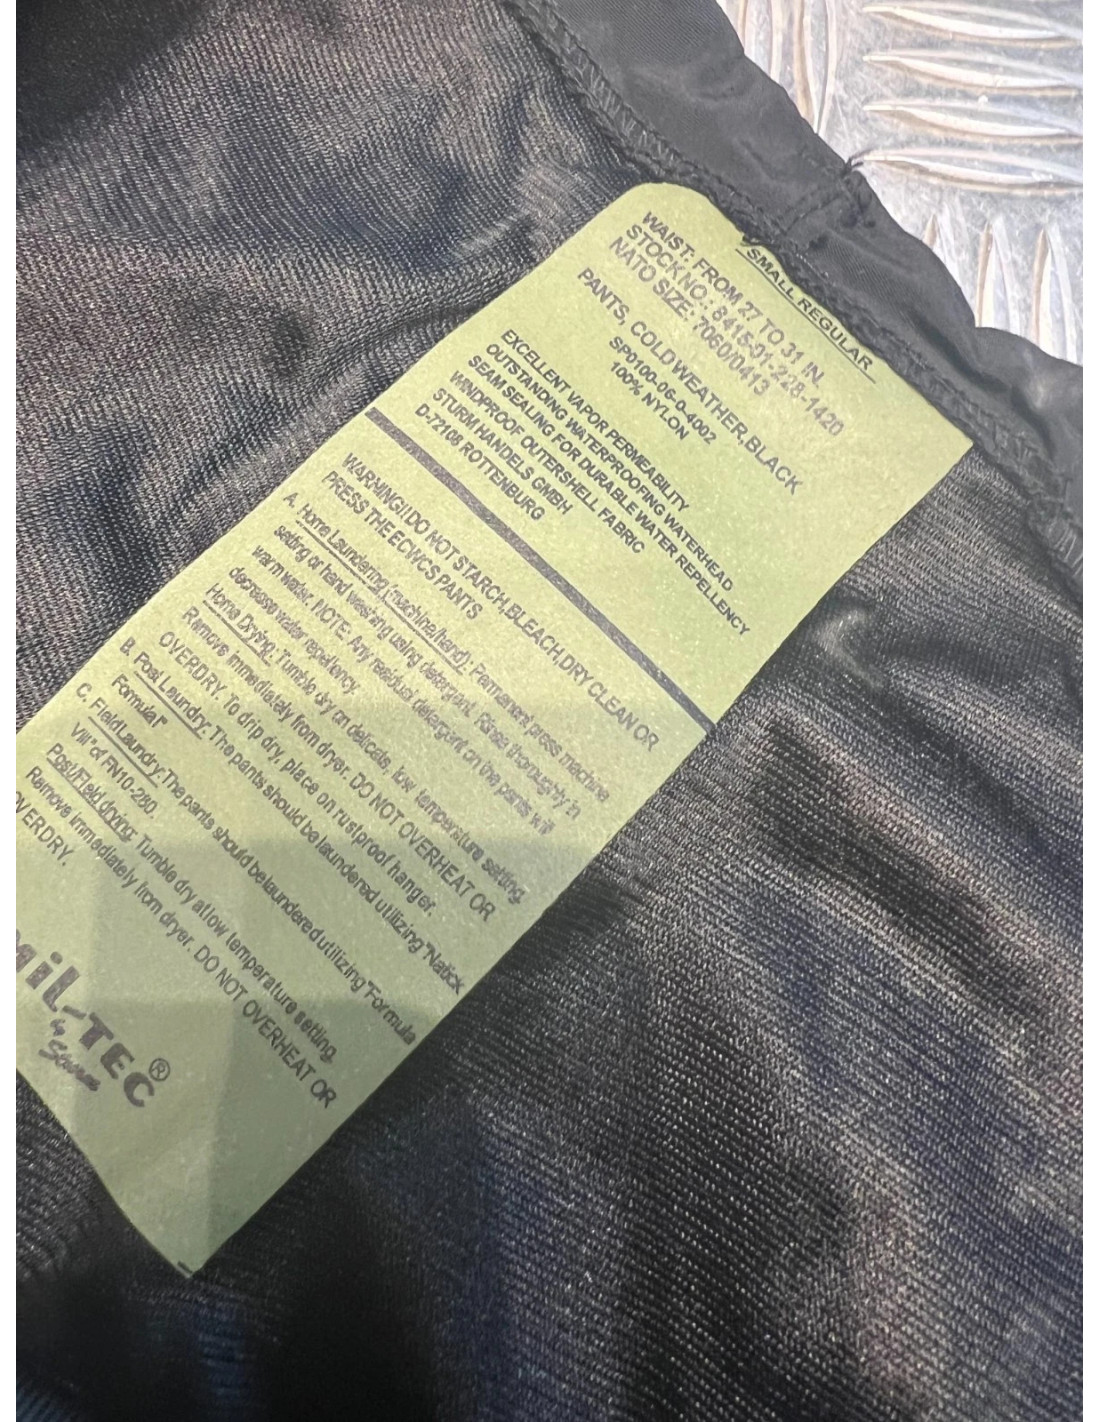 SMALL REGULAR
WAIST: FROM 27 TO 31 IN.
STOCK NO.: 8415-01-228-1420
NATO SIZE: 7060/0413
PANTS, COLD WEATHER,BLACK
SP0100-06-0-4002
100% NYLON
EXCELLENT VAPOR PERMEABILITY
OUTSTANDING WATERPROOFING WATERHEAD
SEAM SEALING FOR DURABLE WATER REPELLENCY
WINDPROOF OUTERSHELL FABRIC
STURM HANDELS GMBH
D-72108 ROTTENBURG
WARNING!! DO NOT STARCH,BLEACH,DRY CLEAN OR
PRESS THE ECWCS PANTS
A. Home Laundering (machine/hand) : Permanent press machine
setting or hand washing using detergent. Rinse thoroughly in
warm water. NOTE: Any residual detergent on the pants will
decrease water repellency.
Home Drying: Tumble dry on delicate, low temperature setting.
Remove immediately from dryer. DO NOT OVERHEAT OR
OVERDRY. To drip dry, place on rustproof hanger.
B. Post Laundry: The pants should be laundered utilizing "Natick
Formula"
C. Field Laundry:The pants should be laundered utilizing "Formula
VIII" of FN10-280.
Post/Field drying: Tumble dry at low temperature setting.
Remove immediately from dryer. DO NOT OVERHEAT OR
OVERDRY.
MIL-TEC®
by
Sturm